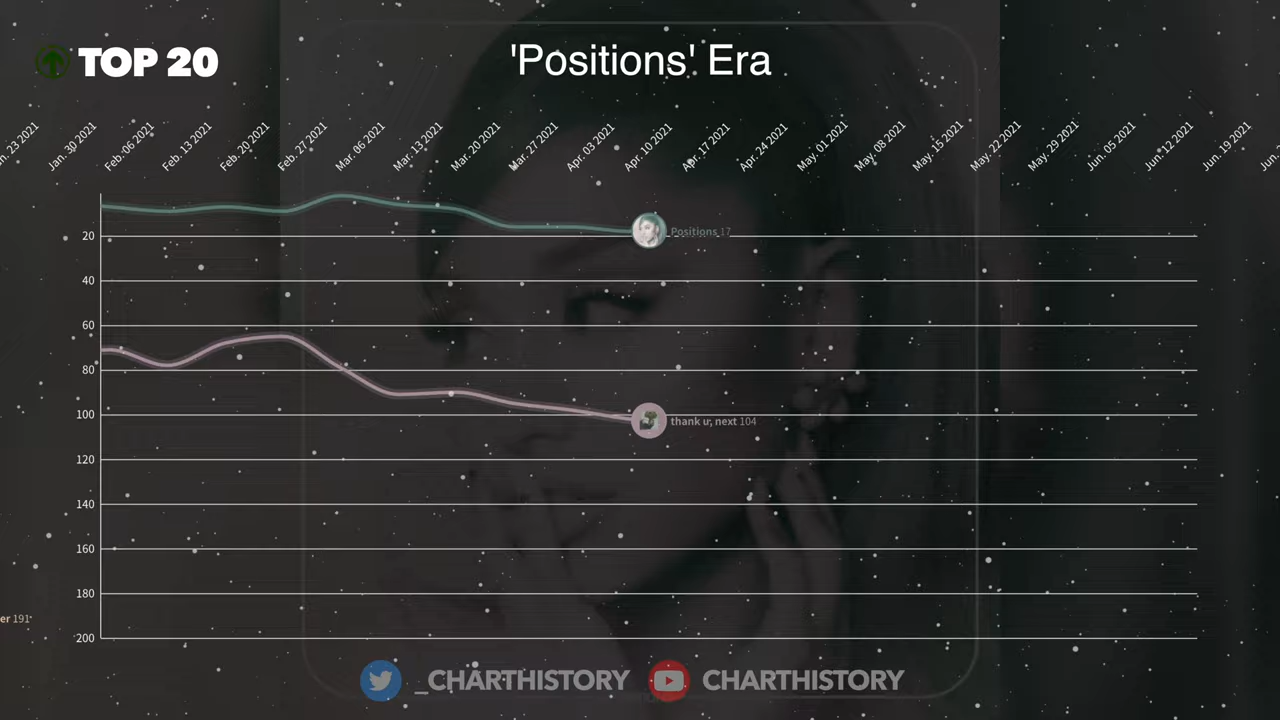 TOP 20
'Positions' Era
n. 23 2021
Jan. 30 2021
Feb. 06 2021
Feb. 13 2021
Feb. 20 2021
Feb. 27 2021
Mar. 06 2021
Mar. 13 2021
Mar. 20 2021
Mar. 27 2021
Apr. 03 2021
Apr. 10 2021
Apr. 17 2021
Apr. 24 2021
May. 01 2021
May. 08 2021
May. 15 2021
May. 22 2021
May. 29 2021
Jun. 05 2021
Jun. 12 2021
Jun. 19 2021
Positions 17
20
40
60
80
100
thank u, next 104
120
140
160
180
er 191
200
_CHARTHISTORY
CHARTHISTORY